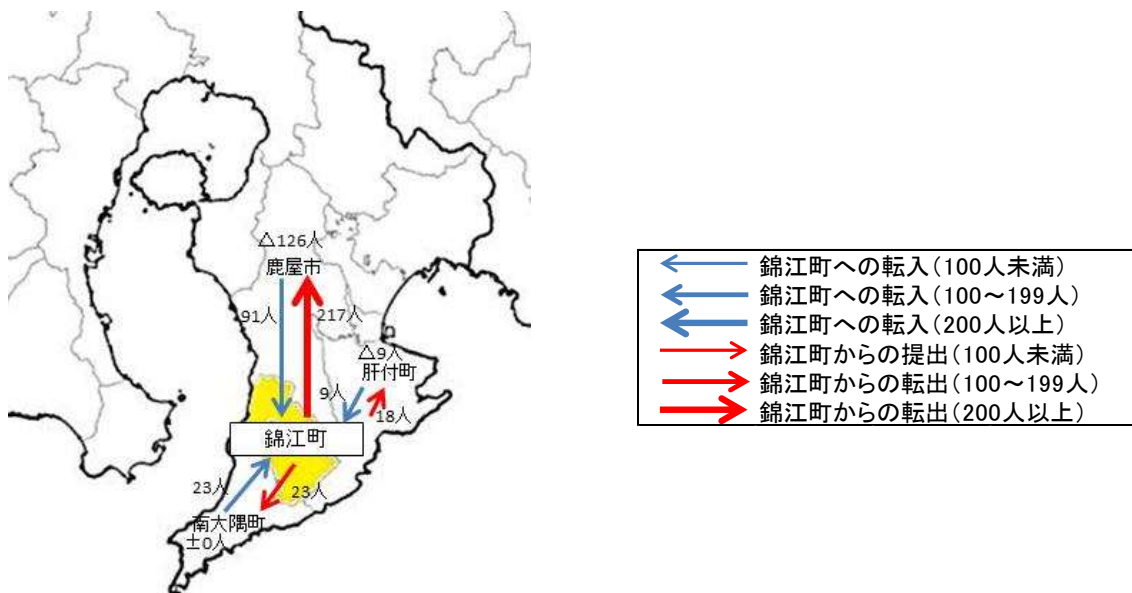 △126人
鹿屋市
91人
217人
△9人
肝付町
9人
18人
錦江町
23人
23人
南大隅町
±0人
錦江町への転入(100人未満)
錦江町への転入(100～199人)
錦江町への転入(200人以上)
錦江町からの提出(100人未満)
錦江町からの転出(100～199人)
錦江町からの転出(200人以上)